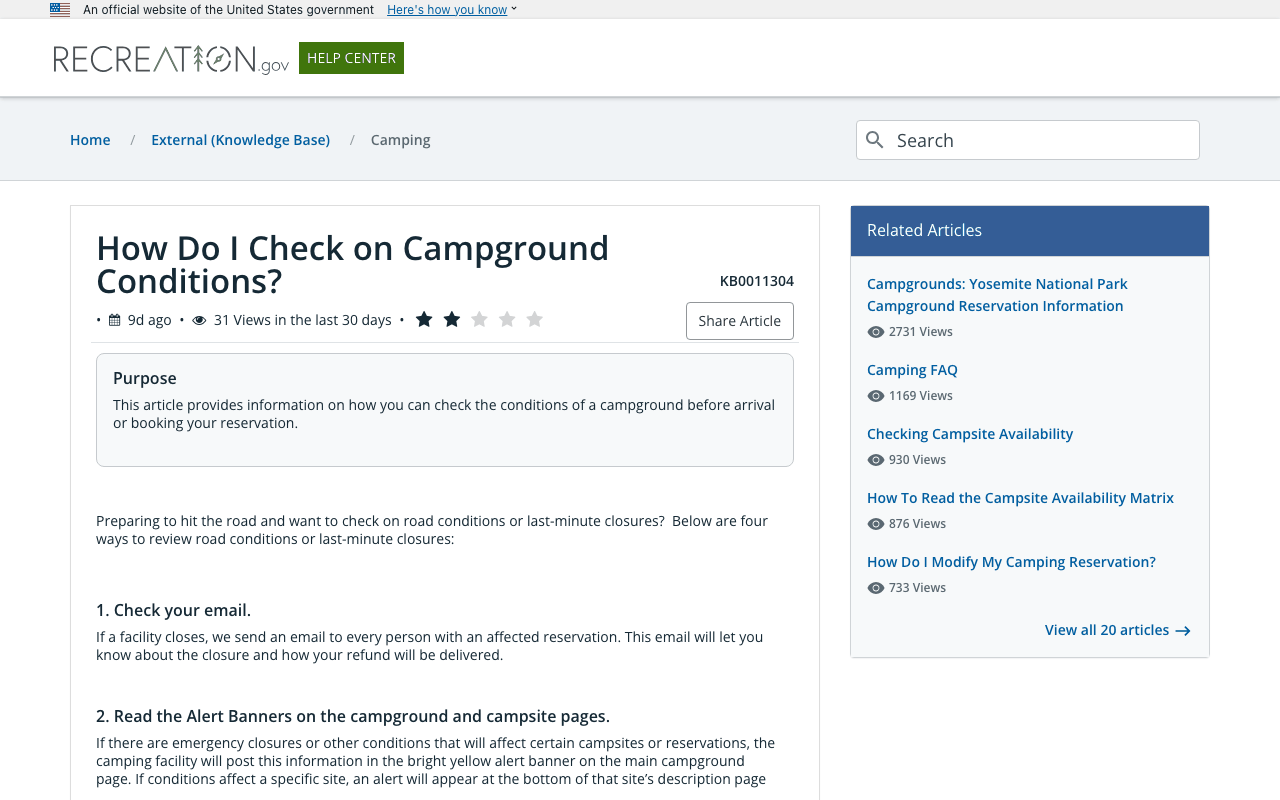 An official website of the United States government Here's how you know
RECREATION.gov HELP CENTER
Home / External (Knowledge Base) / Camping
Search
How Do I Check on Campground
Conditions?
KB0011304
• 9d ago • 31 Views in the last 30 days •
Share Article
Purpose
This article provides information on how you can check the conditions of a campground before arrival
or booking your reservation.
Preparing to hit the road and want to check on road conditions or last-minute closures?  Below are four
ways to review road conditions or last-minute closures:
1. Check your email.
If a facility closes, we send an email to every person with an affected reservation. This email will let you
know about the closure and how your refund will be delivered.
2. Read the Alert Banners on the campground and campsite pages.
If there are emergency closures or other conditions that will affect certain campsites or reservations, the
camping facility will post this information in the bright yellow alert banner on the main campground
page. If conditions affect a specific site, an alert will appear at the bottom of that site’s description page
Related Articles
Campgrounds: Yosemite National Park
Campground Reservation Information
2731 Views
Camping FAQ
1169 Views
Checking Campsite Availability
930 Views
How To Read the Campsite Availability Matrix
876 Views
How Do I Modify My Camping Reservation?
733 Views
View all 20 articles